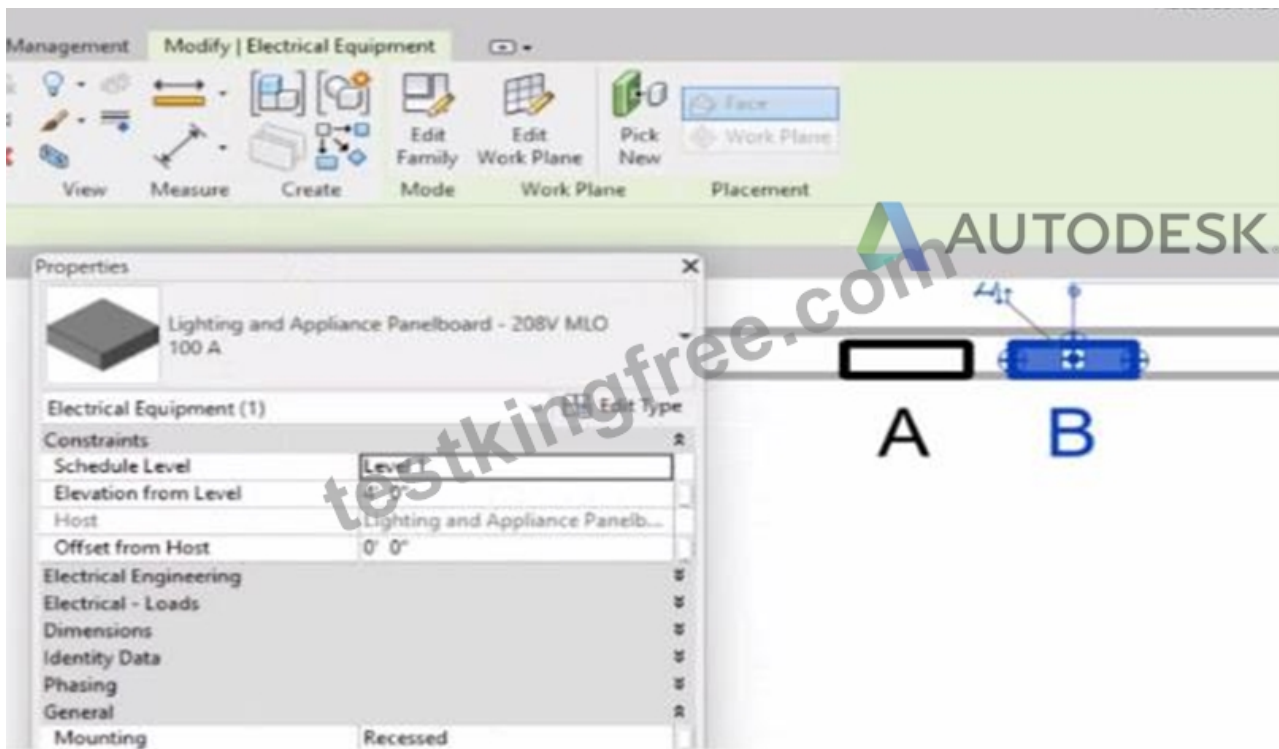 Management Modify | Electrical Equipment
Edit Family
Edit Work Plane
Pick New
Face
Work Plane
View Measure Create Mode Work Plane Placement
AUTODESK
testkingfree.com
Properties
Lighting and Appliance Panelboard - 208V MLO
100 A
Electrical Equipment (1) Edit Type
Constraints
Schedule Level Level
Elevation from Level
Host Lighting and Appliance Panelb...
Offset from Host 0' 0"
Electrical Engineering
Electrical - Loads
Dimensions
Identity Data
Phasing
General
Mounting Recessed
A B